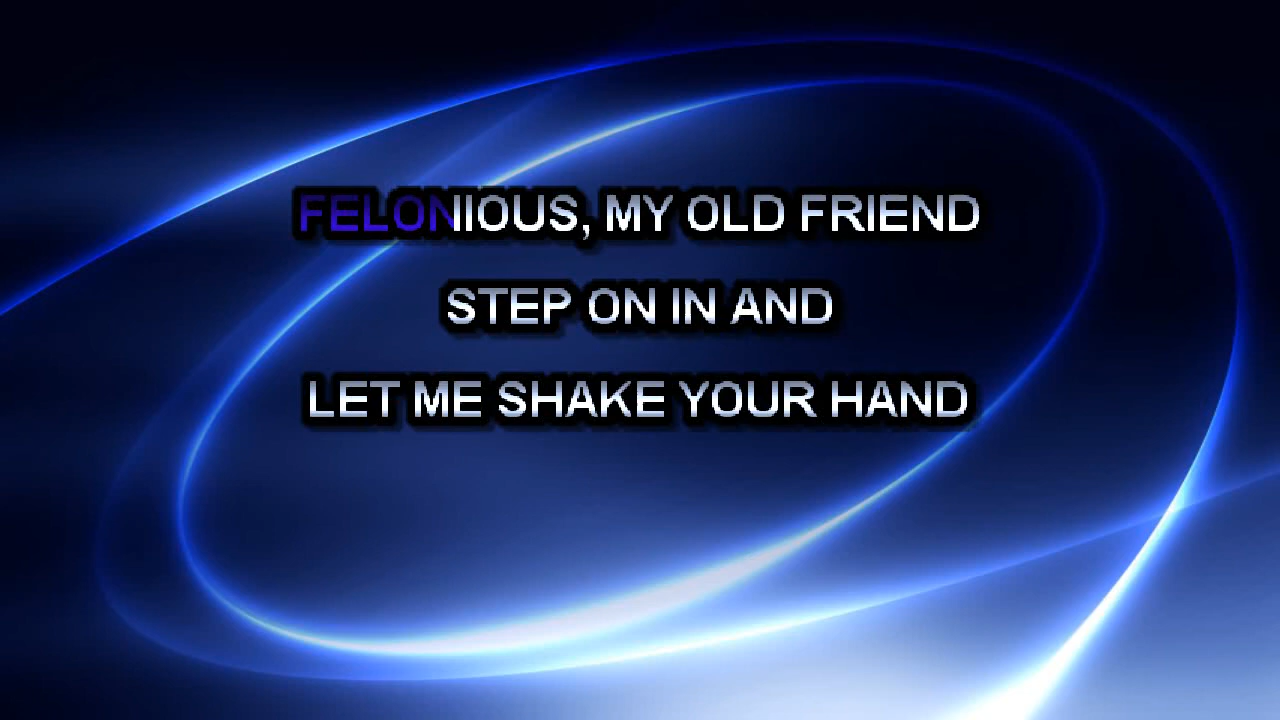 FELONIIOUS, MY OLD FRIEND
STEP ON IN AND
LET ME SHAKE YOUR HAND